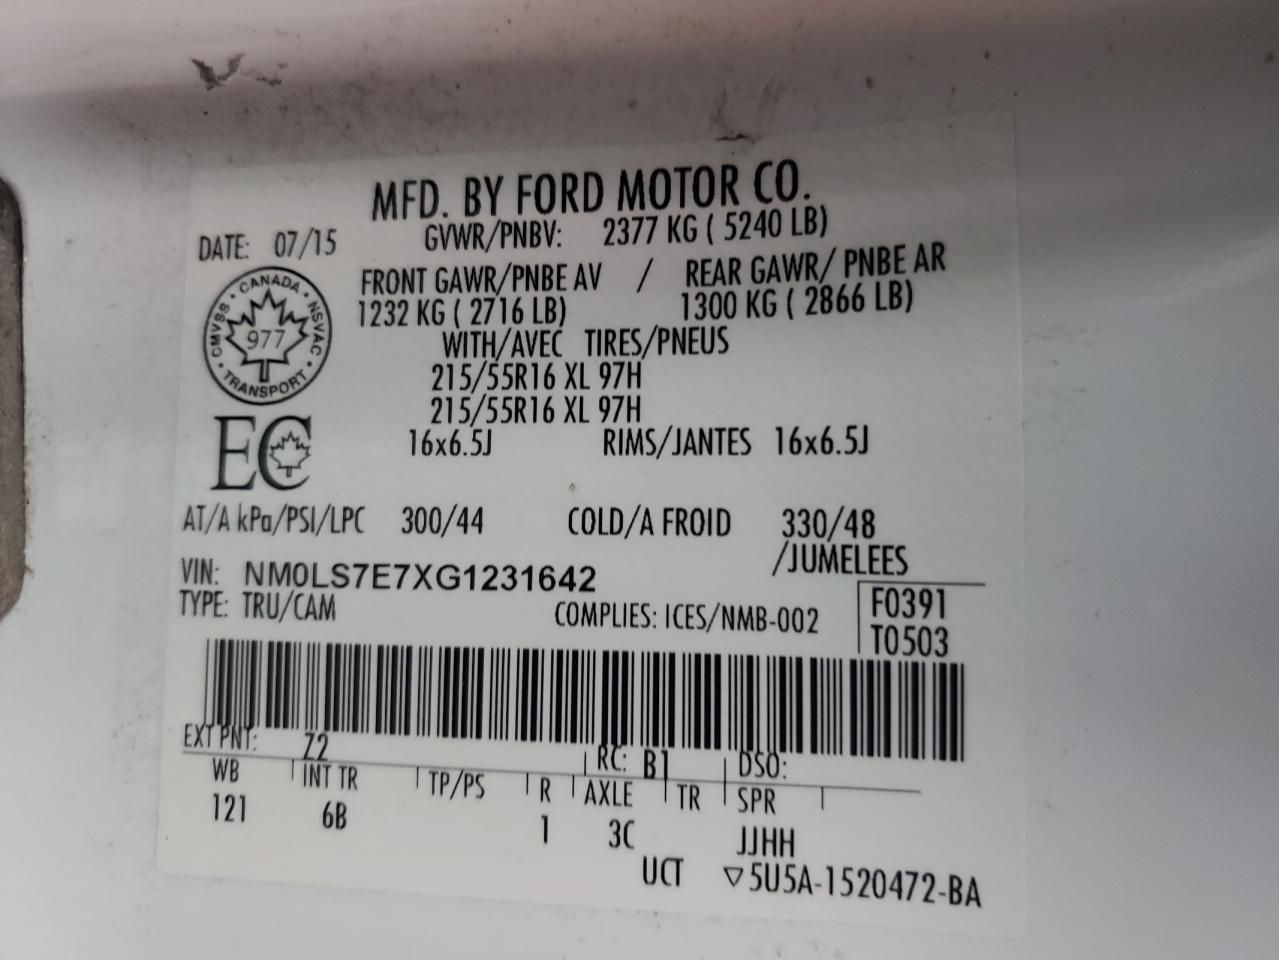 MFD. BY FORD MOTOR CO.
DATE: 07/15 GVWR/PNBV: 2377 KG ( 5240 LB)
FRONT GAWR/PNBE AV / REAR GAWR/ PNBE AR
1232 KG ( 2716 LB) 1300 KG ( 2866 LB)
WITH/AVEC TIRES/PNEUS
215/55R16 XL 97H
215/55R16 XL 97H
16x6.5J RIMS/JANTES 16x6.5J
CANADA · NSVAC · TRANSPORT · CMVSS ·
977
EC
AT/A kPa/PSI/LPC 300/44 COLD/A FROID 330/48
/JUMELEES
VIN: NM0LS7E7XG1231642
TYPE: TRU/CAM COMPLIES: ICES/NMB-002
F0391
T0503
EXT PNT: Z2 RC: B1 DSO:
WB INT TR TP/PS R AXLE TR SPR
121 6B 1 3C JJHH
UCT ▽5U5A-1520472-BA